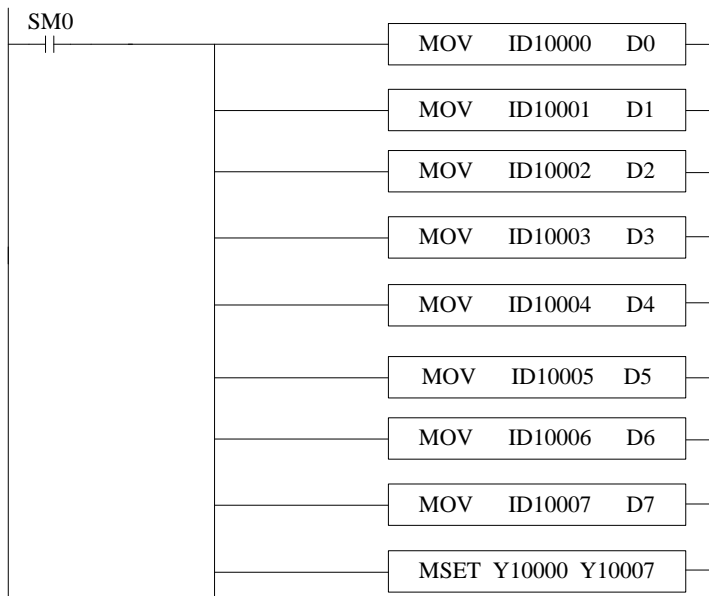 SM0
MOV ID10000 D0
MOV ID10001 D1
MOV ID10002 D2
MOV ID10003 D3
MOV ID10004 D4
MOV ID10005 D5
MOV ID10006 D6
MOV ID10007 D7
MSET Y10000 Y10007